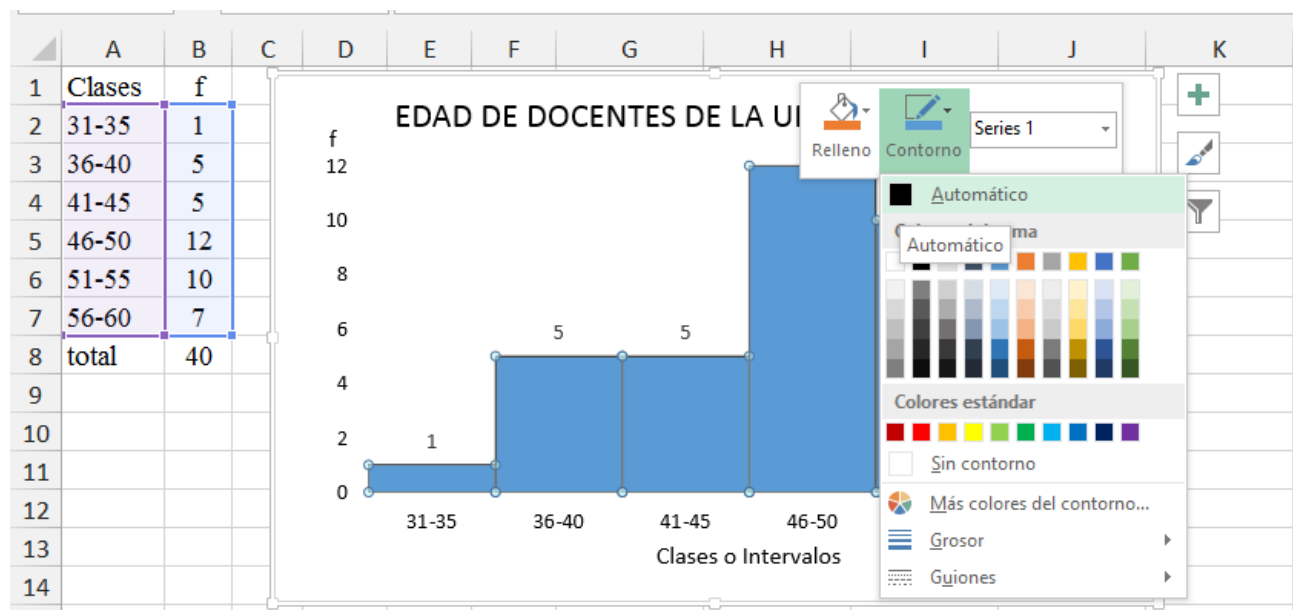 A B C D E F G H I J K
1 Clases f
2 31-35 1
3 36-40 5
4 41-45 5
5 46-50 12
6 51-55 10
7 56-60 7
8 total 40
9
10
11
12
13
14
EDAD DE DOCENTES DE LA
f
12
10
8
6
4
2
0
1
5
5
31-35 36-40 41-45 46-50
Clases o Intervalos
Relleno Contorno Series 1
Automático
Automático
Colores estándar
Sin contorno
Más colores del contorno...
Grosor
Guiones